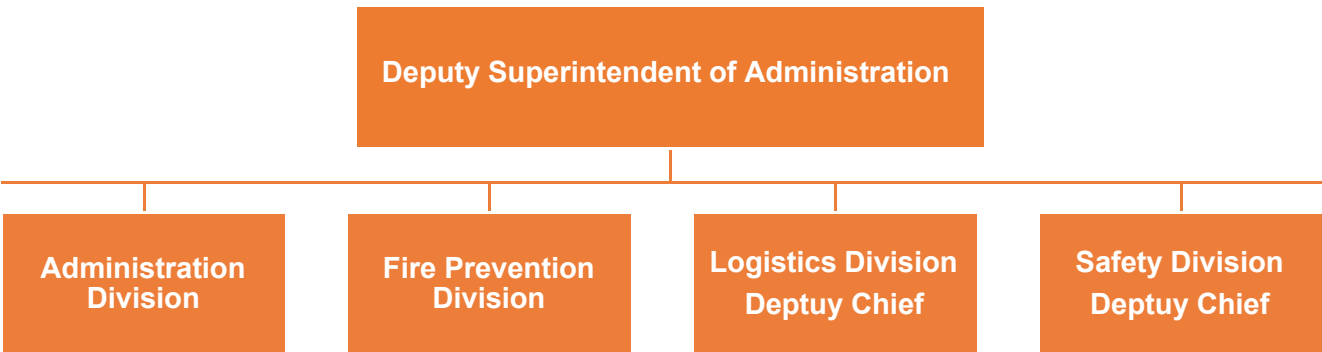 Deputy Superintendent of Administration
Administration
Division
Fire Prevention
Division
Logistics Division
Deptuy Chief
Safety Division
Deptuy Chief